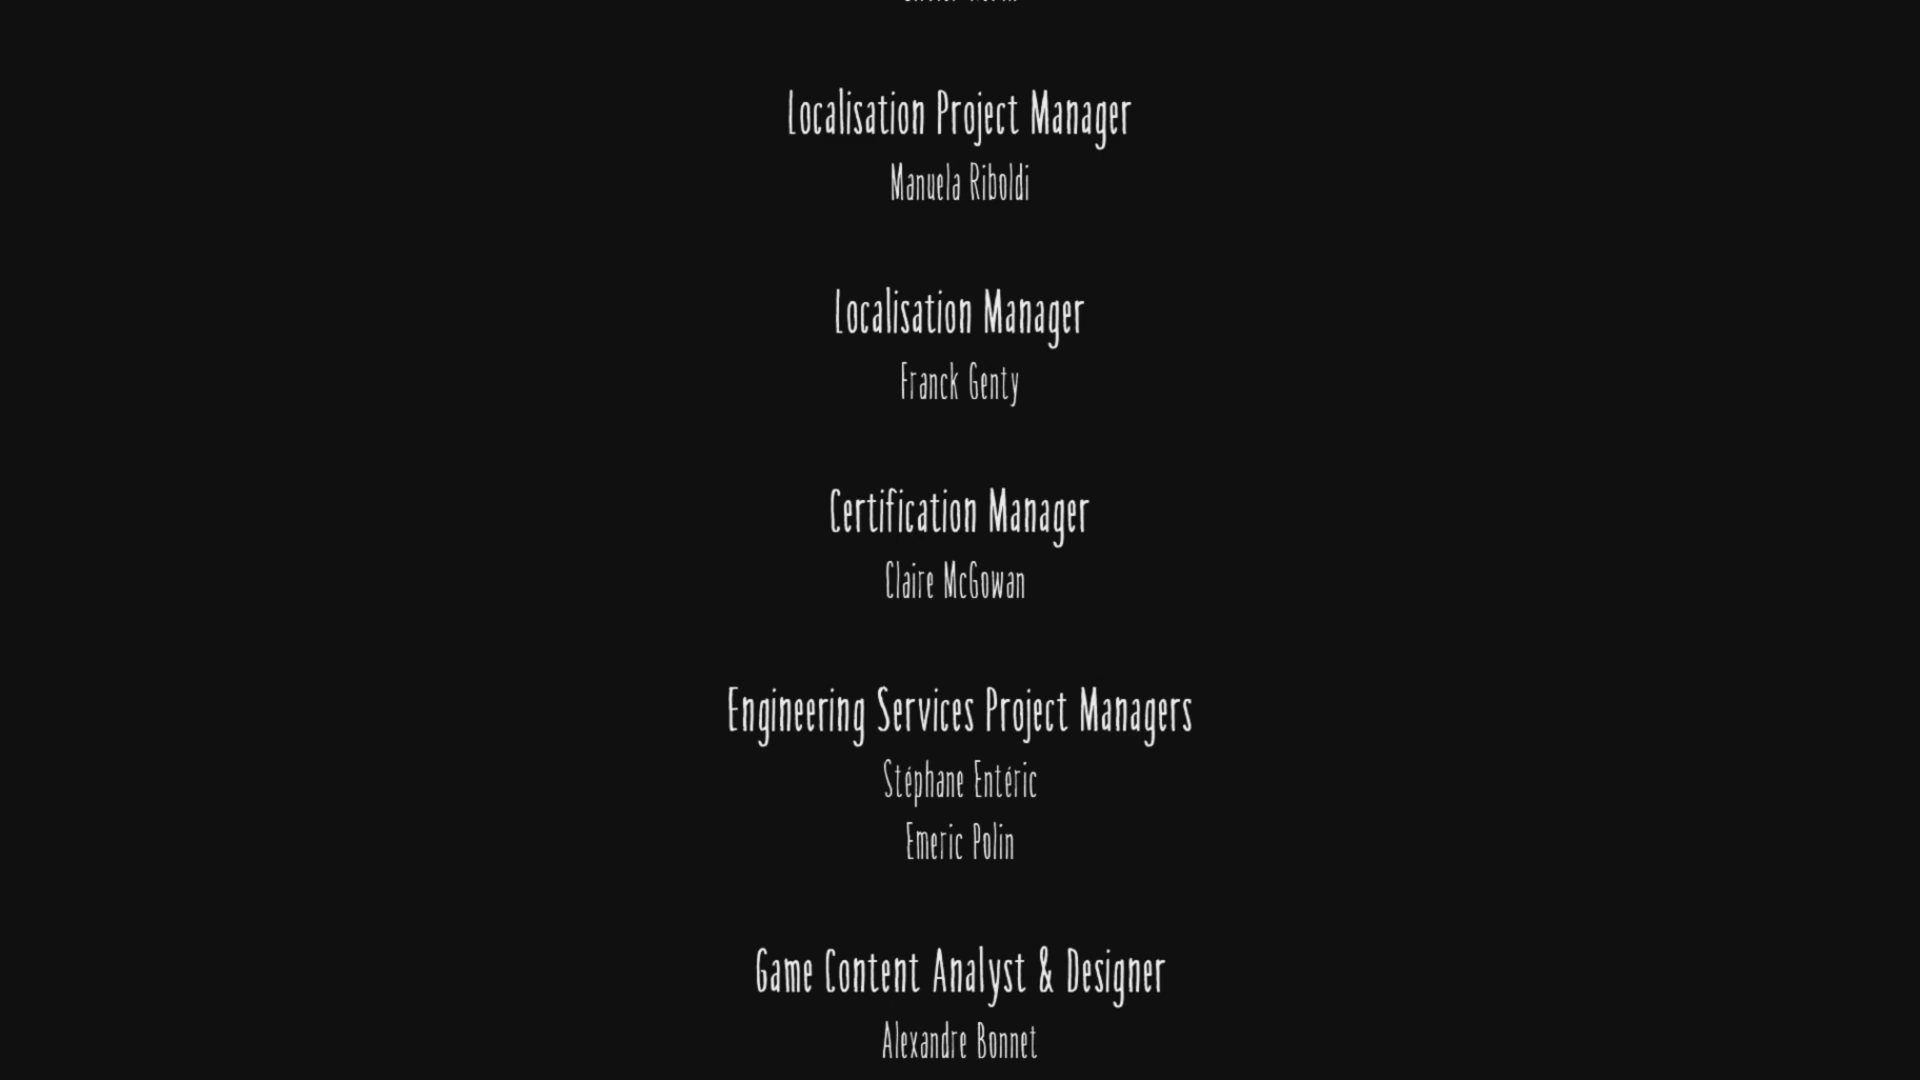 Localisation Project Manager
Manuela Riboldi
Localisation Manager
Franck Genty
Certification Manager
Claire McGowan
Engineering Services Project Managers
Stéphane Entéric
Emeric Polin
Game Content Analyst & Designer
Alexandre Bonnet